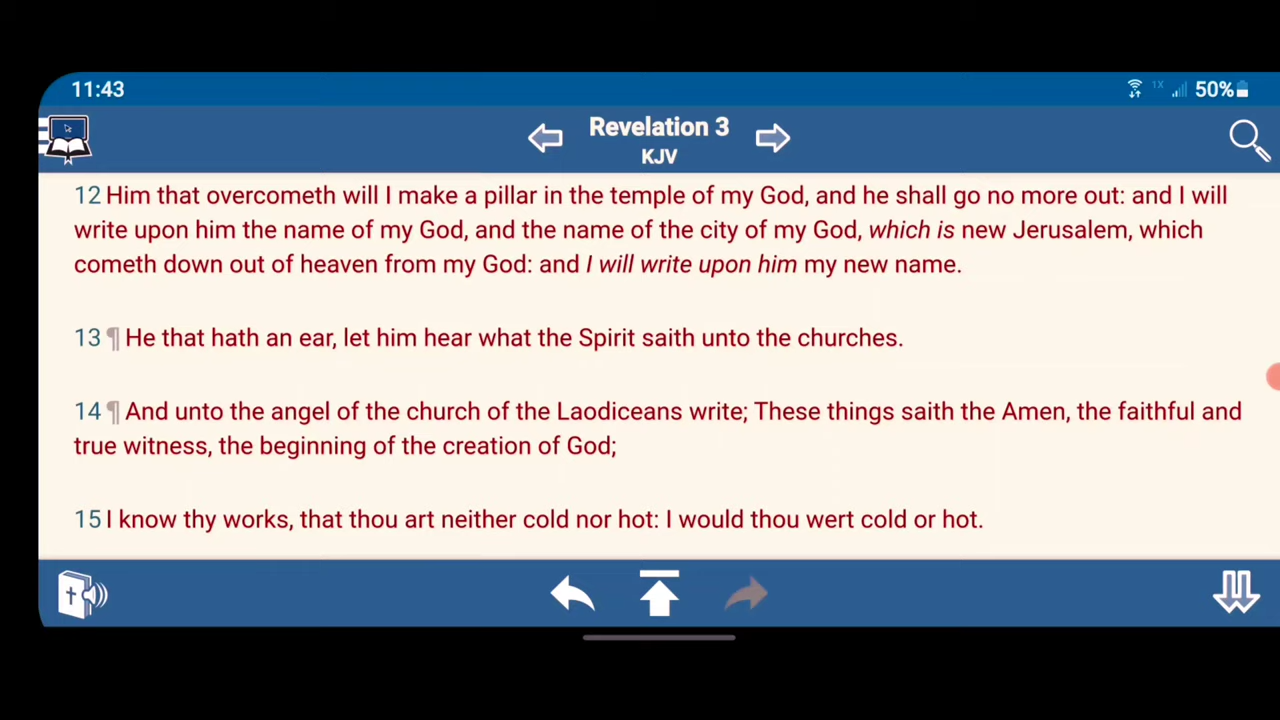 11:43
1X
50%
Revelation 3
KJV
12 Him that overcometh will I make a pillar in the temple of my God, and he shall go no more out: and I will
write upon him the name of my God, and the name of the city of my God, which is new Jerusalem, which
cometh down out of heaven from my God: and I will write upon him my new name.
13 ¶ He that hath an ear, let him hear what the Spirit saith unto the churches.
14 ¶ And unto the angel of the church of the Laodiceans write; These things saith the Amen, the faithful and
true witness, the beginning of the creation of God;
15 I know thy works, that thou art neither cold nor hot: I would thou wert cold or hot.